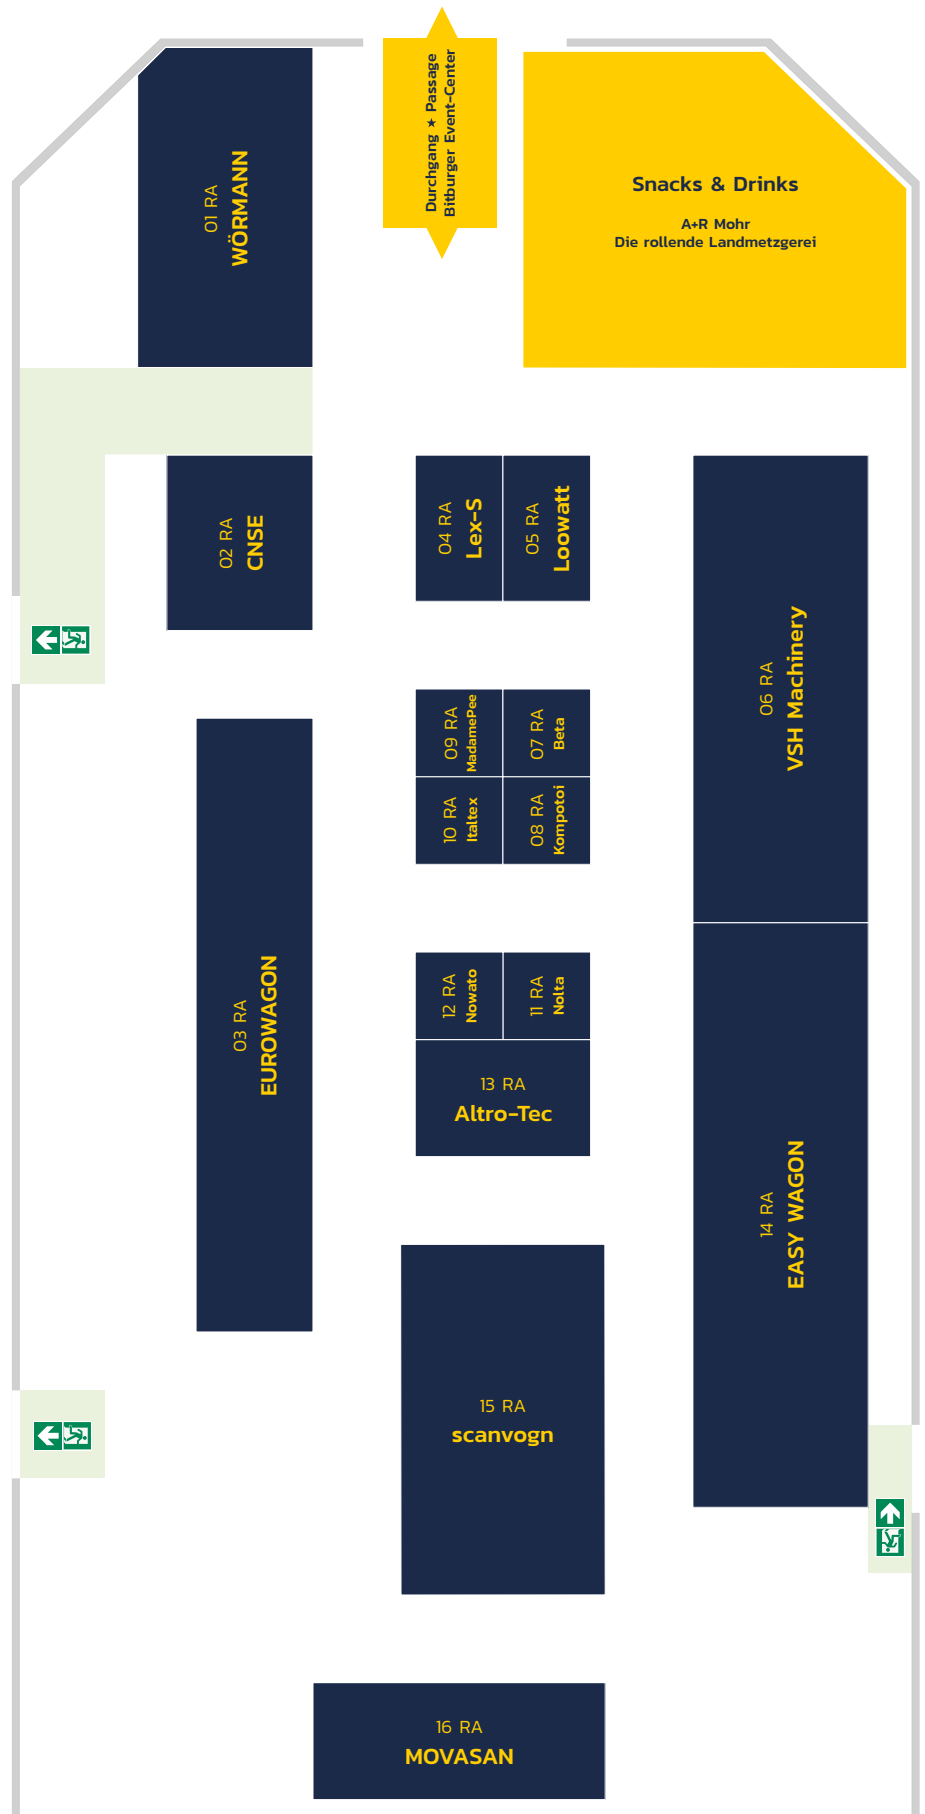 Durchgang ★ Passage
Bitburger Event-Center
Snacks & Drinks
A+R Mohr
Die rollende Landmetzgerei
01 RA
WÖRMANN
02 RA
CNSE
03 RA
EUROWAGON
04 RA
Lex-S
05 RA
Loowatt
06 RA
VSH Machinery
09 RA
MadamePee
07 RA
Beta
10 RA
Italtex
08 RA
Kompotoi
12 RA
Nowato
11 RA
Nolta
13 RA
Altro-Tec
14 RA
EASY WAGON
15 RA
scanvogn
16 RA
MOVASAN